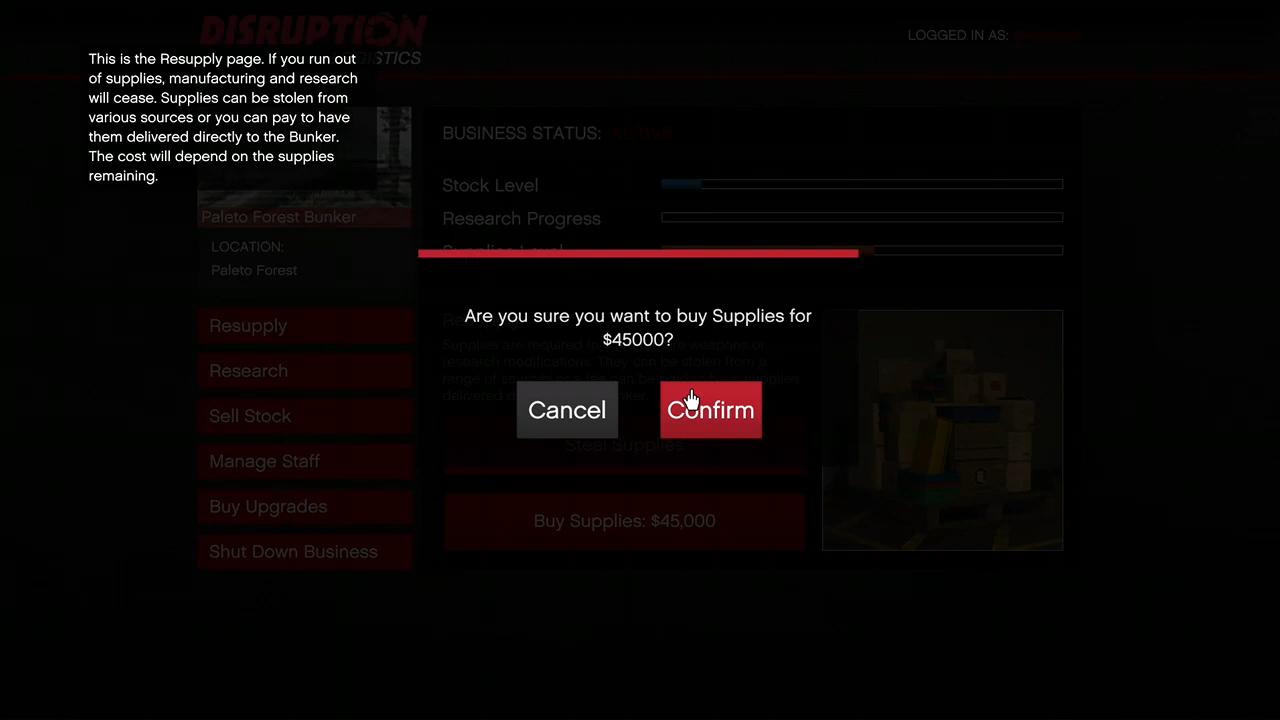 DISRUPTION
LOGISTICS
LOGGED IN AS:
This is the Resupply page. If you run out
of supplies, manufacturing and research
will cease. Supplies can be stolen from
various sources or you can pay to have
them delivered directly to the Bunker.
The cost will depend on the supplies
remaining.
BUSINESS STATUS:
Stock Level
Research Progress
Supplies Level
Paleto Forest Bunker
LOCATION:
Paleto Forest
Resupply
Research
Sell Stock
Manage Staff
Buy Upgrades
Shut Down Business
Are you sure you want to buy Supplies for
$45000?
Cancel
Confirm
Steal Supplies
Buy Supplies: $45,000